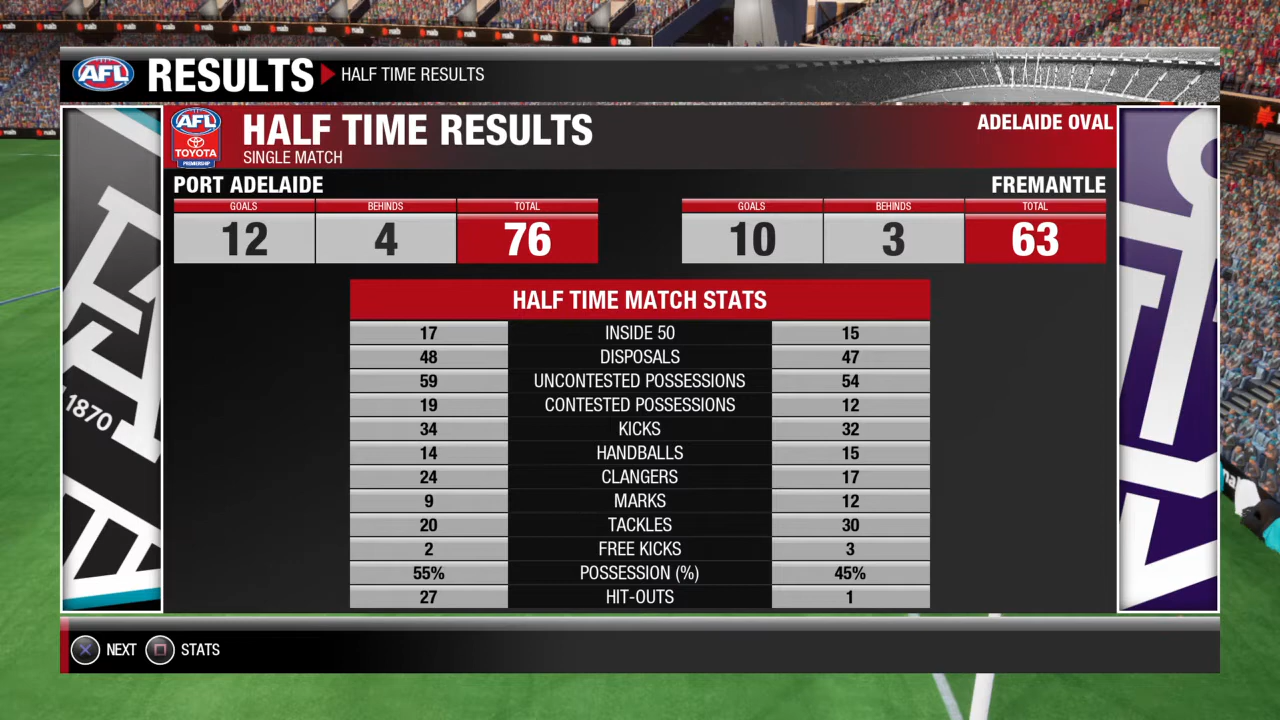 AFL RESULTS HALF TIME RESULTS
AFL TOYOTA PREMIERSHIP
HALF TIME RESULTS
SINGLE MATCH
ADELAIDE OVAL
PORT ADELAIDE
GOALS BEHINDS TOTAL
12 4 76
FREMANTLE
GOALS BEHINDS TOTAL
10 3 63
HALF TIME MATCH STATS
17 INSIDE 50 15
48 DISPOSALS 47
59 UNCONTESTED POSSESSIONS 54
19 CONTESTED POSSESSIONS 12
34 KICKS 32
14 HANDBALLS 15
24 CLANGERS 17
9 MARKS 12
20 TACKLES 30
2 FREE KICKS 3
55% POSSESSION (%) 45%
27 HIT-OUTS 1
1870
NEXT STATS